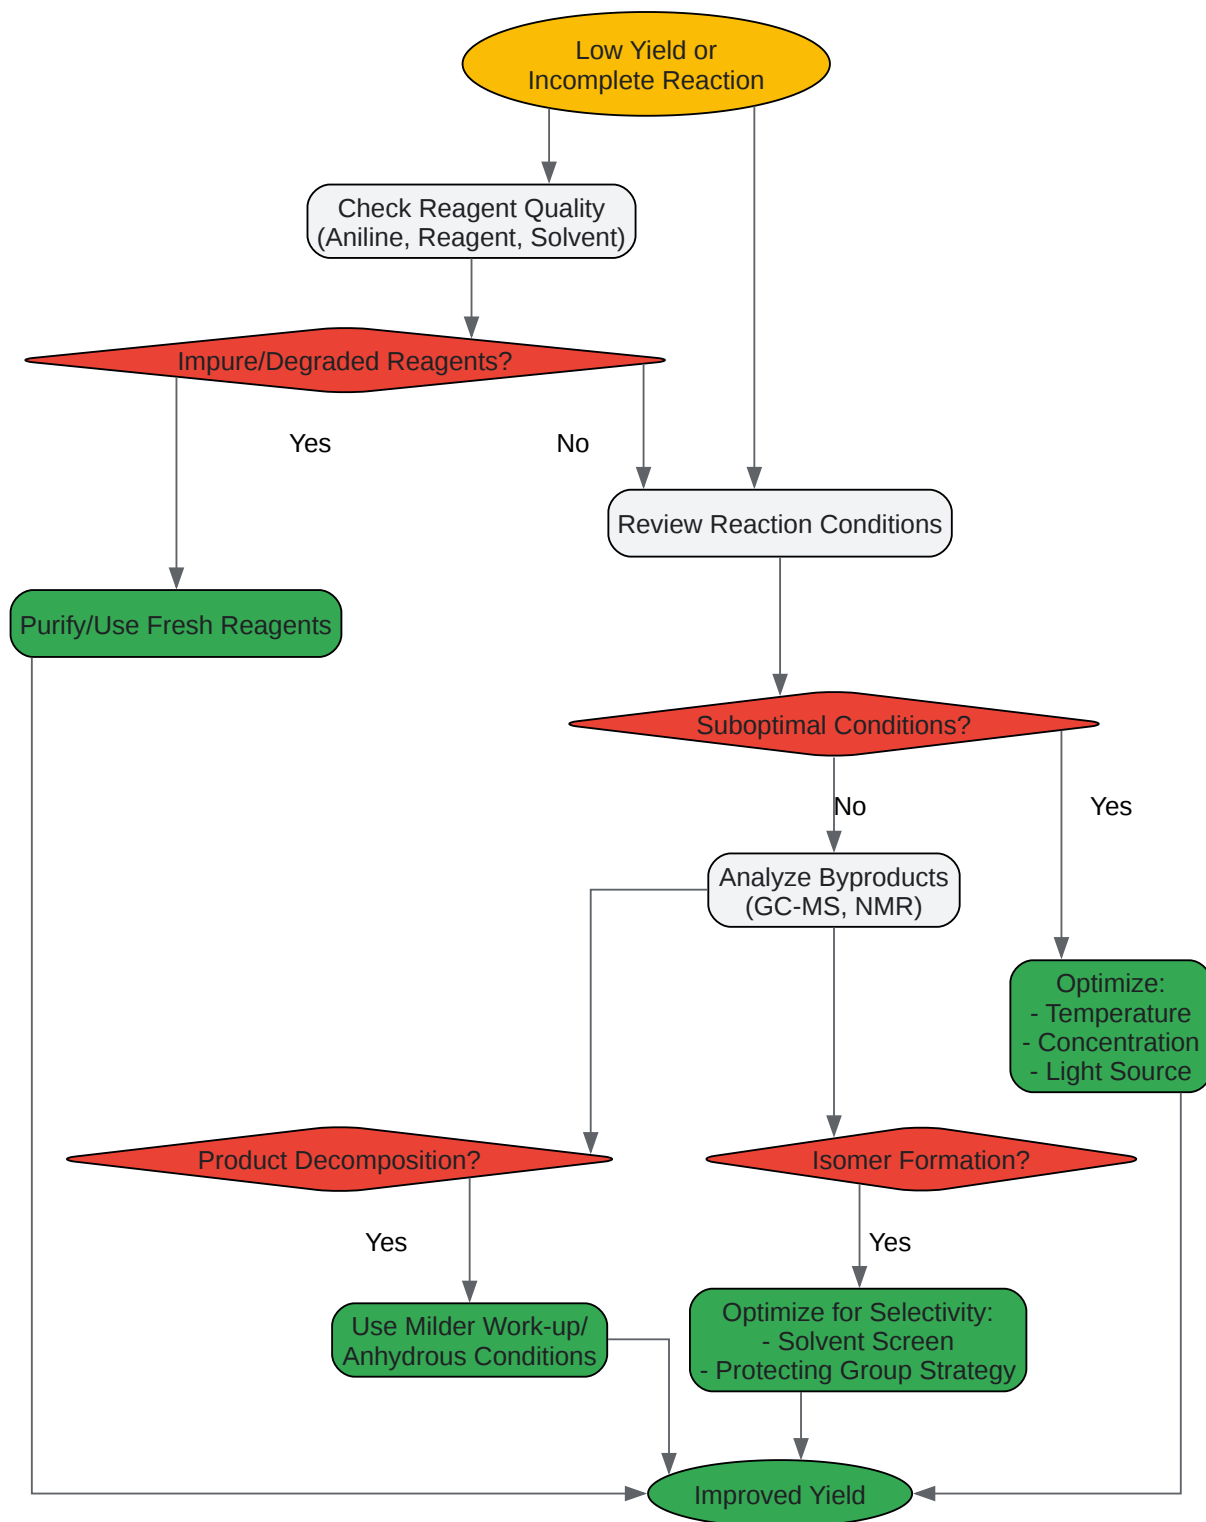 Low Yield or
Incomplete Reaction
Check Reagent Quality
(Aniline, Reagent, Solvent)
Impure/Degraded Reagents?
Yes
No
Review Reaction Conditions
Purify/Use Fresh Reagents
Suboptimal Conditions?
No
Yes
Analyze Byproducts
(GC-MS, NMR)
Optimize:
- Temperature
- Concentration
- Light Source
Product Decomposition?
Isomer Formation?
Yes
Yes
Use Milder Work-up/
Anhydrous Conditions
Optimize for Selectivity:
- Solvent Screen
- Protecting Group Strategy
Improved Yield